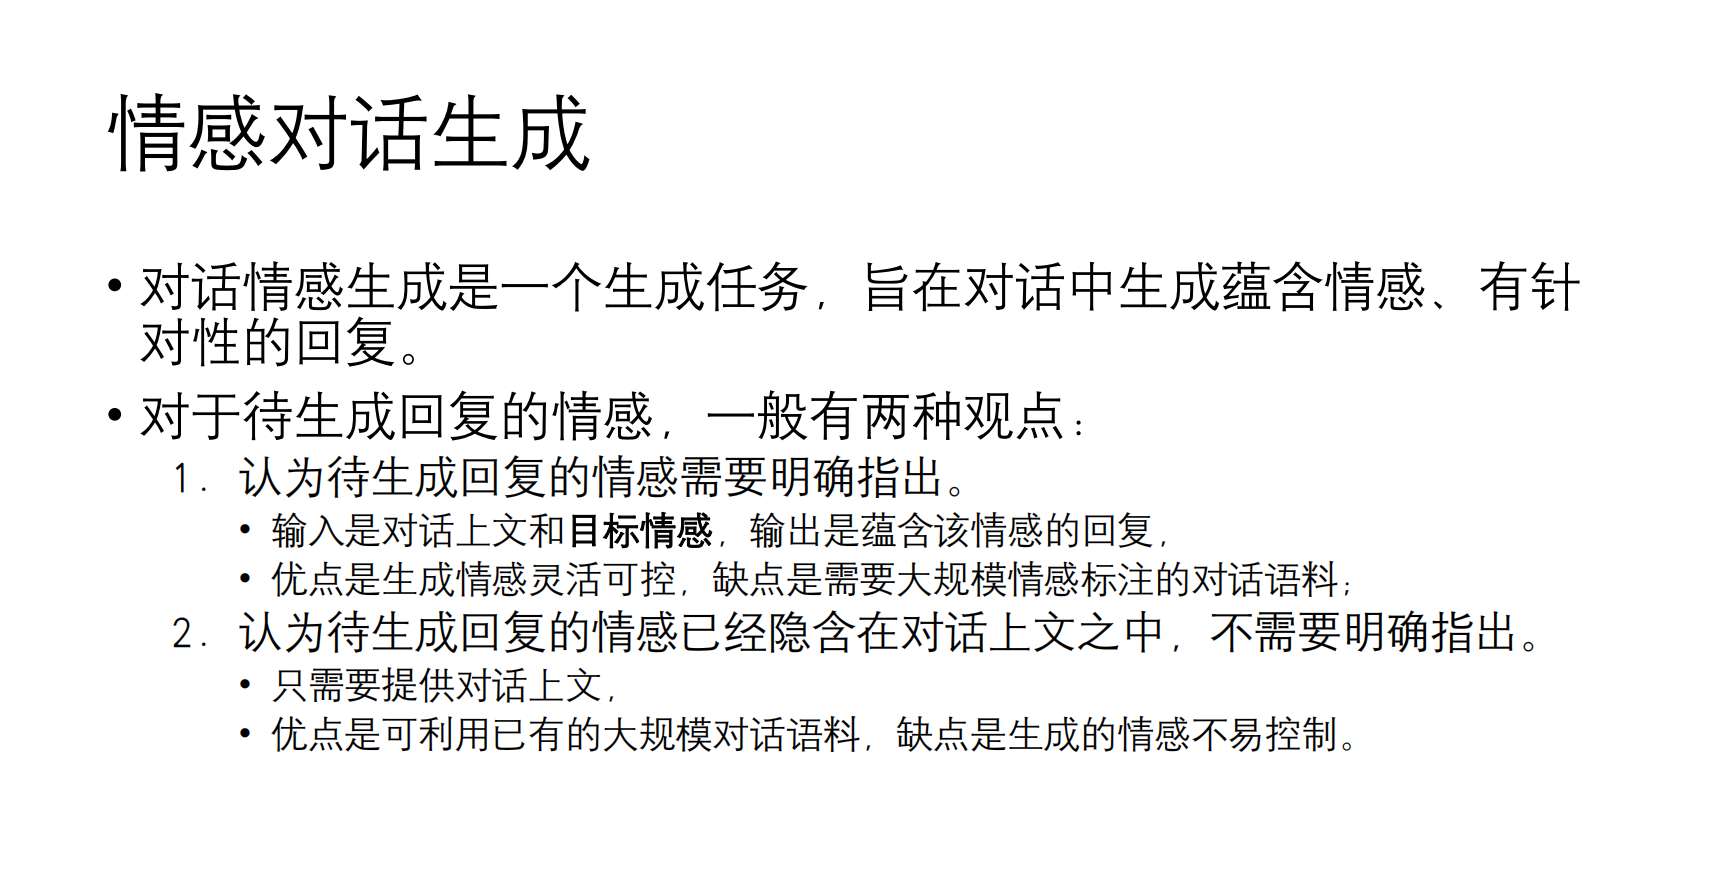 情感对话生成
• 对话情感生成是一个生成任务，旨在对话中生成蕴含情感、有针
对性的回复。
• 对于待生成回复的情感，一般有两种观点：
1. 认为待生成回复的情感需要明确指出。
• 输入是对话上文和目标情感，输出是蕴含该情感的回复，
• 优点是生成情感灵活可控，缺点是需要大规模情感标注的对话语料；
2. 认为待生成回复的情感已经隐含在对话上文之中，不需要明确指出。
• 只需要提供对话上文，
• 优点是可利用已有的大规模对话语料，缺点是生成的情感不易控制。